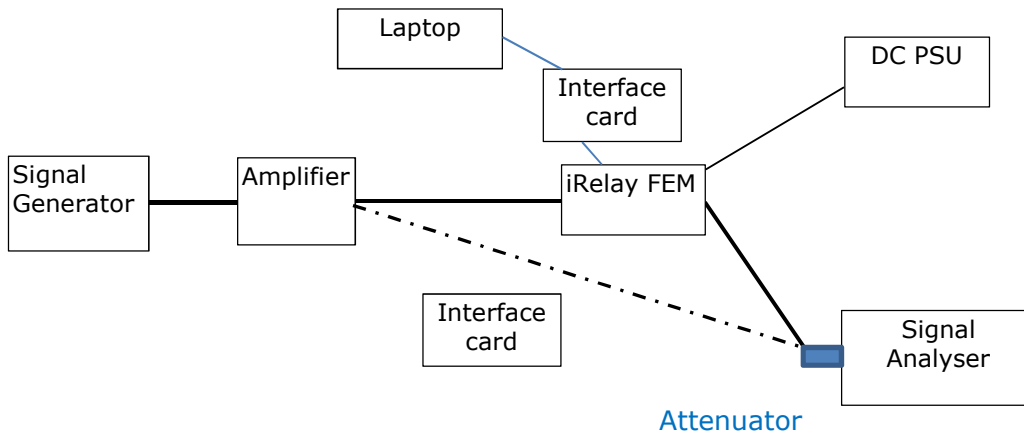 Laptop
DC PSU
Interface
card
Signal
Generator
Amplifier
iRelay FEM
Interface
card
Signal
Analyser
Attenuator